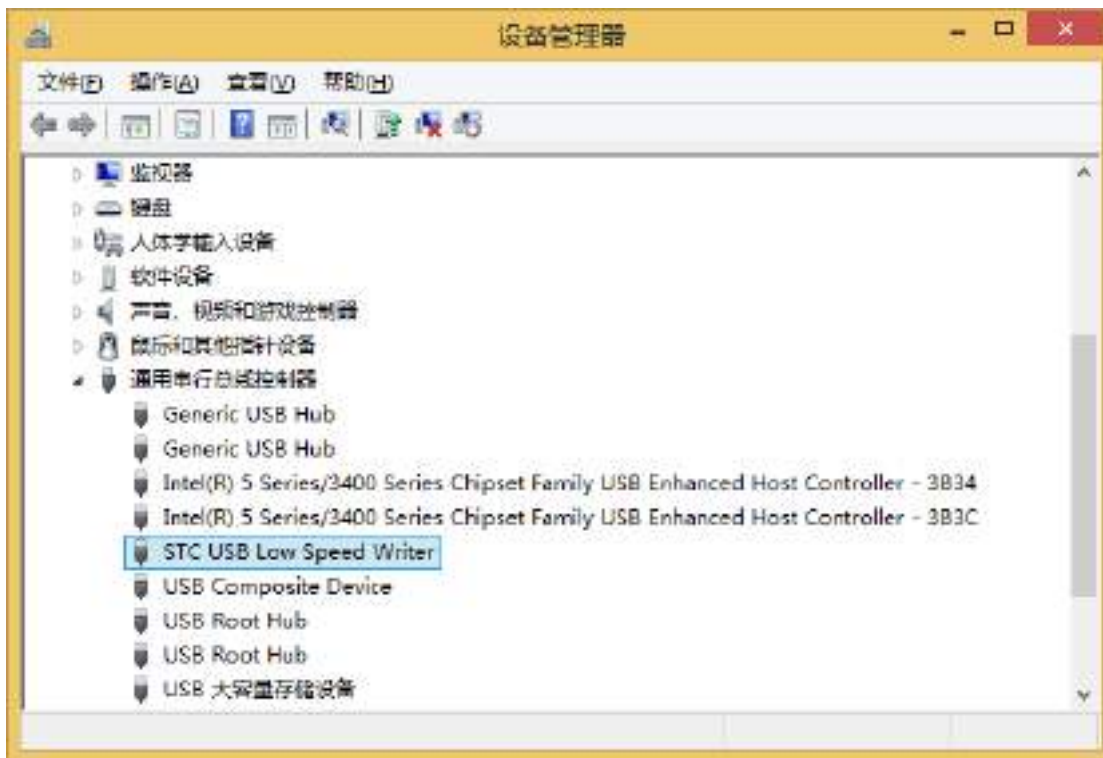 设备管理器
文件(F) 操作(A) 查看(V) 帮助(H)
监视器
键盘
人体学输入设备
软件设备
声音、视频和游戏控制器
鼠标和其他指针设备
通用串行总线控制器
Generic USB Hub
Generic USB Hub
Intel(R) 5 Series/3400 Series Chipset Family USB Enhanced Host Controller - 3B34
Intel(R) 5 Series/3400 Series Chipset Family USB Enhanced Host Controller - 3B3C
STC USB Low Speed Writer
USB Composite Device
USB Root Hub
USB Root Hub
USB 大容量存储设备